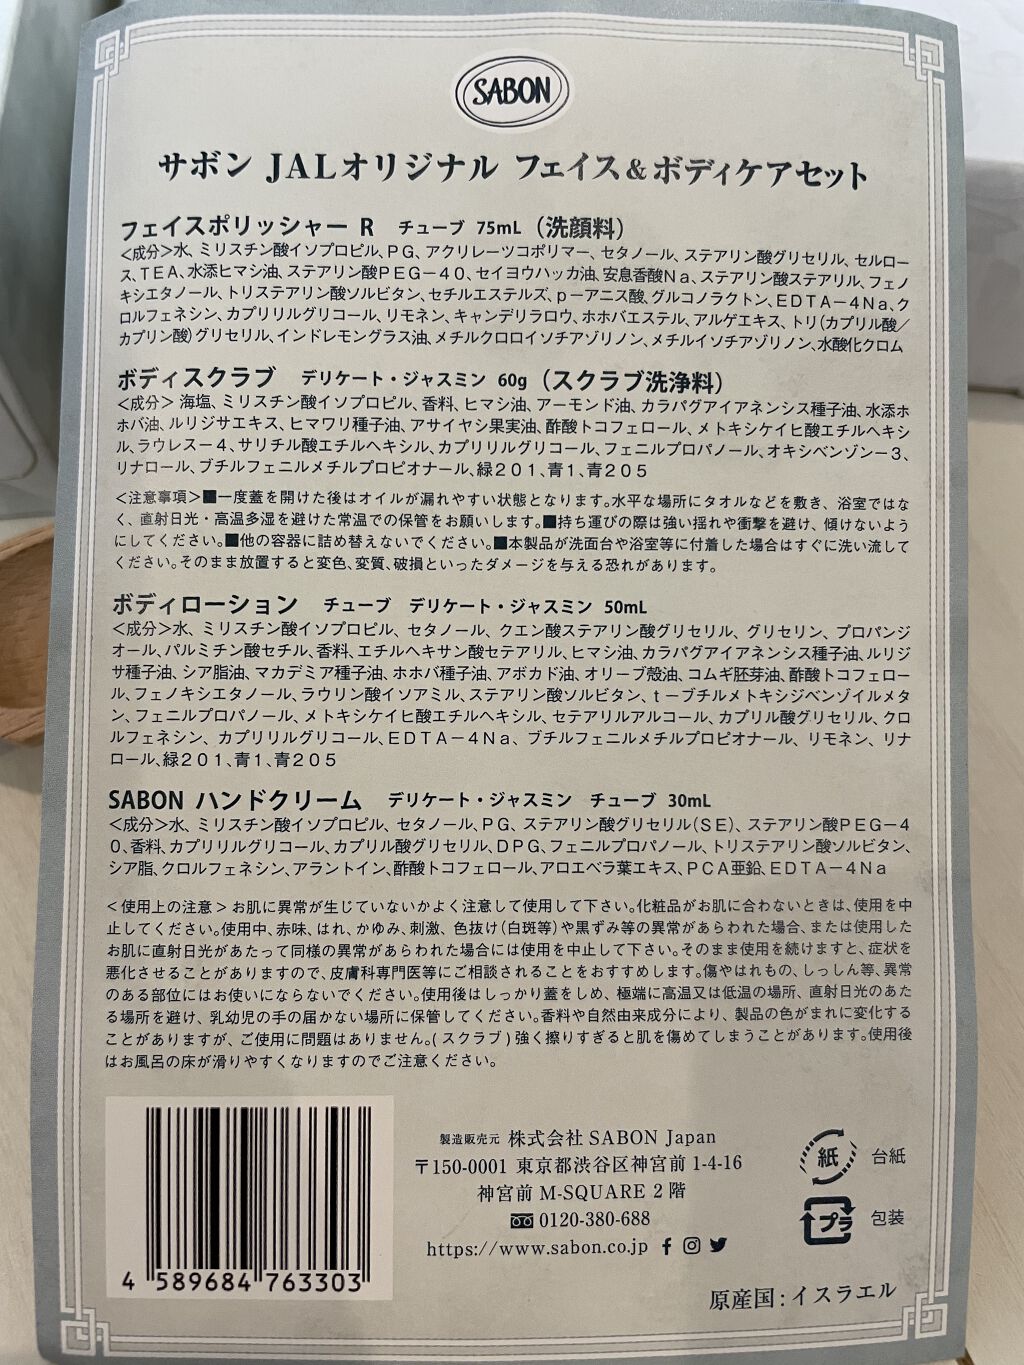 SABON
サボン JALオリジナル フェイス&ボディケアセット
フェイスポリッシャー R チューブ 75mL（洗顔料）
＜成分＞水、ミリスチン酸イソプロピル、PG、アクリレーツコポリマー、セタノール、ステアリン酸グリセリル、セルロー
ス、TEA、水添ヒマシ油、ステアリン酸PEG－40、セイヨウハッカ油、安息香酸Na、ステアリン酸ステアリル、フェノ
キシエタノール、トリステアリン酸ソルビタン、セチルエステルズ、p－アニス酸、グルコノラクトン、EDTA－4Na、ク
ロルフェネシン、カプリリルグリコール、リモネン、キャンデリラロウ、ホホバエステル、アルゲエキス、トリ（カプリル酸／
カプリン酸）グリセリル、インドレモングラス油、メチルクロロイソチアゾリノン、メチルイソチアゾリノン、水酸化クロム
ボディスクラブ デリケート・ジャスミン 60g（スクラブ洗浄料）
＜成分＞ 海塩、ミリスチン酸イソプロピル、香料、ヒマシ油、アーモンド油、カラパグアイアネンシス種子油、水添ホ
ホバ油、ルリジサエキス、ヒマワリ種子油、アサイヤシ果実油、酢酸トコフェロール、メトキシケイヒ酸エチルヘキシ
ル、ラウレス－4、サリチル酸エチルヘキシル、カプリリルグリコール、フェニルプロパノール、オキシベンゾン－3、
リナロール、ブチルフェニルメチルプロピオナール、緑201、青1、青205
＜注意事項＞■一度蓋を開けた後はオイルが漏れやすい状態となります。水平な場所にタオルなどを敷き、浴室ではな
く、直射日光・高温多湿を避けた常温での保管をお願いします。■持ち運びの際は強い揺れや衝撃を避け、傾けないよう
にしてください。■他の容器に詰め替えないでください。■本製品が洗面台や浴室等に付着した場合はすぐに洗い流して
ください。そのまま放置すると変色、変質、破損といったダメージを与える恐れがあります。
ボディローション チューブ デリケート・ジャスミン 50mL
＜成分＞水、ミリスチン酸イソプロピル、セタノール、クエン酸ステアリン酸グリセリル、グリセリン、プロパンジ
オール、パルミチン酸セチル、香料、エチルヘキサン酸セテアリル、ヒマシ油、カラパグアイアネンシス種子油、ルリジ
サ種子油、シア脂油、マカデミア種子油、ホホバ種子油、アボカド油、オリーブ殻油、コムギ胚芽油、酢酸トコフェロー
ル、フェノキシエタノール、ラウリン酸イソアミル、ステアリン酸ソルビタン、t－ブチルメトキシジベンゾイルメタ
ン、フェニルプロパノール、メトキシケイヒ酸エチルヘキシル、セテアリルアルコール、カプリル酸グリセリル、クロ
ルフェネシン、カプリリルグリコール、EDTA－4Na、ブチルフェニルメチルプロピオナール、リモネン、リナ
ロール、緑201、青1、青205
SABON ハンドクリーム デリケート・ジャスミン チューブ 30mL
＜成分＞水、ミリスチン酸イソプロピル、セタノール、PG、ステアリン酸グリセリル（SE）、ステアリン酸PEG－4
0、香料、カプリリルグリコール、カプリル酸グリセリル、DPG、フェニルプロパノール、トリステアリン酸ソルビタン、
シア脂、クロルフェネシン、アラントイン、酢酸トコフェロール、アロエベラ葉エキス、PCA亜鉛、EDTA－4Na
＜使用上の注意＞お肌に異常が生じていないかよく注意して使用して下さい。化粧品がお肌に合わないときは、使用を中
止してください。使用中、赤味、はれ、かゆみ、刺激、色抜け（白斑等）や黒ずみ等の異常があらわれた場合、または使用した
お肌に直射日光があたって同様の異常があらわれた場合には使用を中止して下さい。そのまま使用を続けますと、症状を
悪化させることがありますので、皮膚科専門医等にご相談されることをおすすめします。傷やはれもの、しっしん等、異常
のある部位にはお使いにならないでください。使用後はしっかり蓋をしめ、極端に高温又は低温の場所、直射日光のあた
る場所を避け、乳幼児の手の届かない場所に保管してください。香料や自然由来成分により、製品の色がまれに変化する
ことがありますが、ご使用に問題はありません。（スクラブ）強く擦りすぎると肌を傷めてしまうことがあります。使用後
はお風呂の床が滑りやすくなりますのでご注意ください。
製造販売元 株式会社 SABON Japan
〒150-0001 東京都渋谷区神宮前 1-4-16
神宮前 M-SQUARE 2 階
0120-380-688
https://www.sabon.co.jp
紙 台紙
プラ 包装
4 589684 763303
原産国：イスラエル